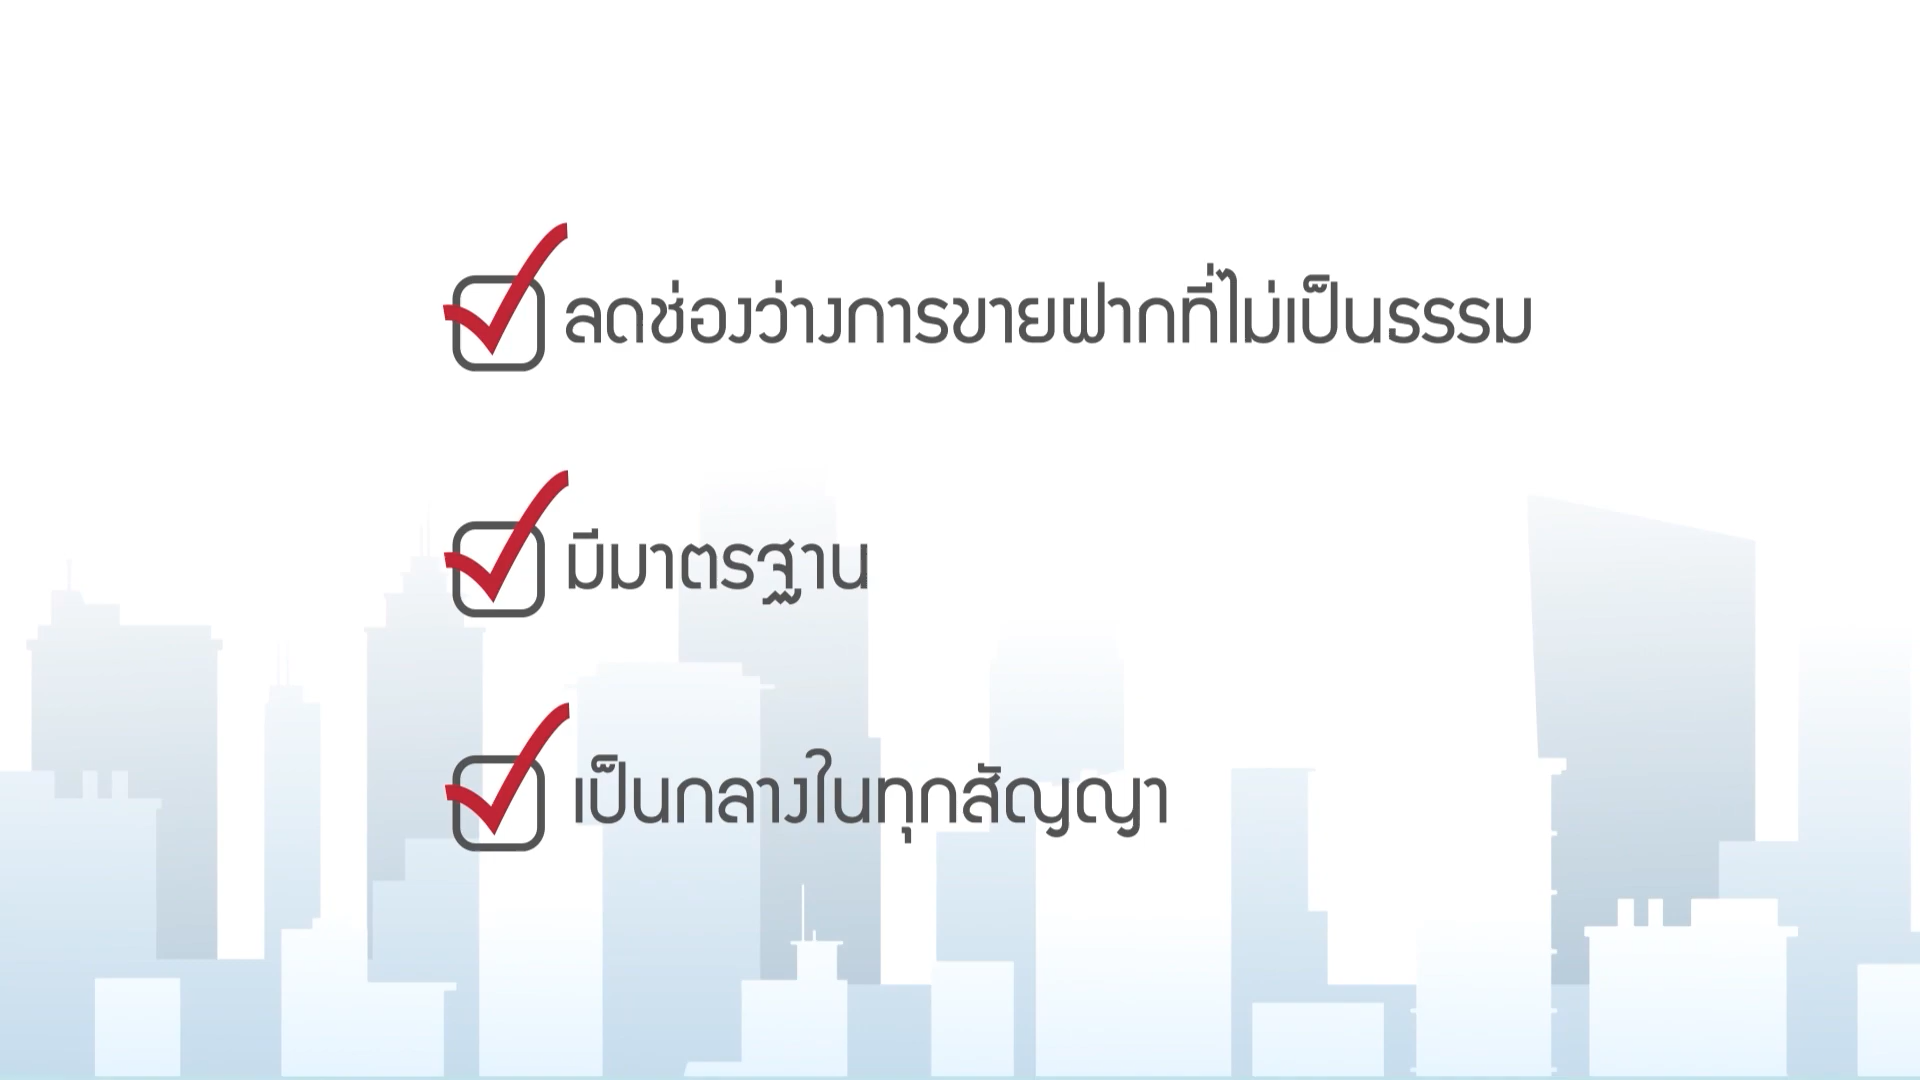 ลดช่องว่างการขายฝากที่ไม่เป็นธรรม
มีมาตรฐาน
เป็นกลางในทุกสัญญา